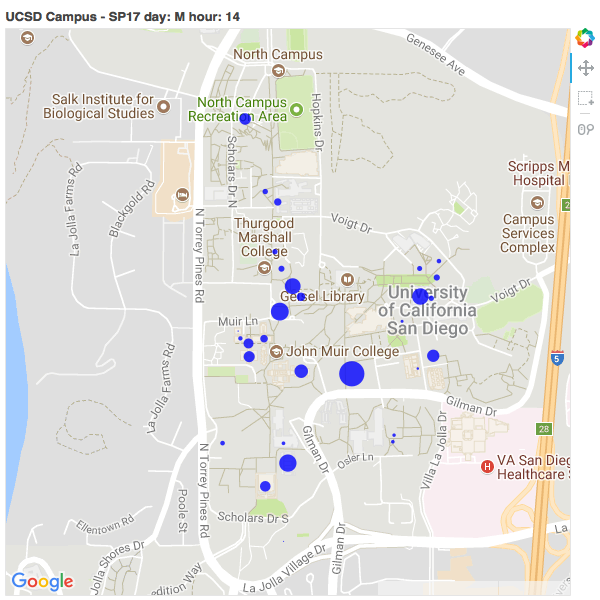 UCSD Campus - SP17 day: M hour: 14
Genesee Ave
North Campus
Salk Institute for
Biological Studies
North Campus
Recreation Area
Hopkins Dr
Scholars Dr N
La Jolla Farms Rd
Blackgold Rd
Scripps M
Hospital
2
Campus
Services
Complex
N Torrey Pines Rd
Voigt Dr
Thurgood
Marshall
College
Geisel Library
University
of California
San Diego
Voigt Dr
Muir Ln
John Muir College
La Jolla Farms Rd
5
Gilman Dr
28
Villa La Jolla Dr
Gilman Dr
Osler Ln
N Torrey Pines Rd
H
VA San Dieg
Healthcare
Poole St
Ellentown Rd
Scholars Dr S
La
La Jolla Shores Dr
Gilman Dr
La Jolla Village Dr
edition Way
Google